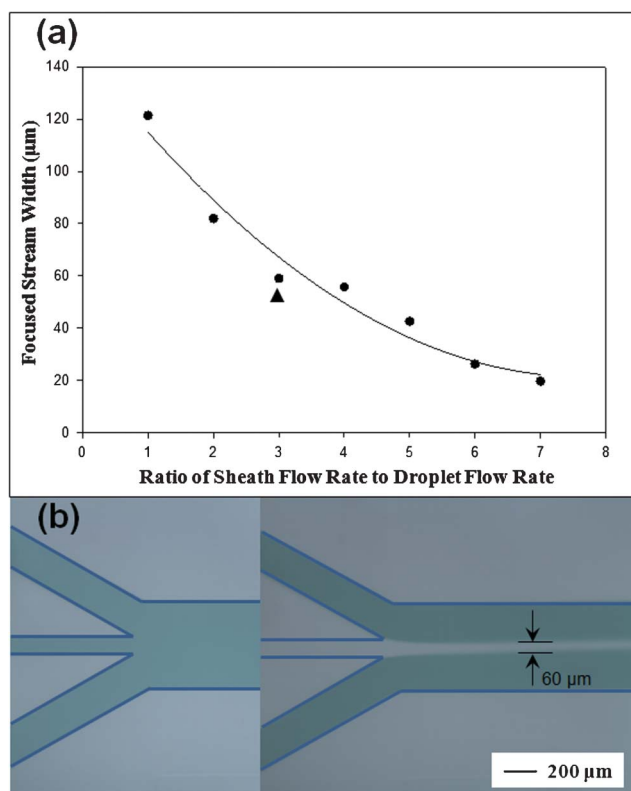 (a)
140
120
100
80
60
40
20
0
Focused Stream Width (µm)
0 1 2 3 4 5 6 7 8
Ratio of Sheath Flow Rate to Droplet Flow Rate
(b)
60 µm
200 µm